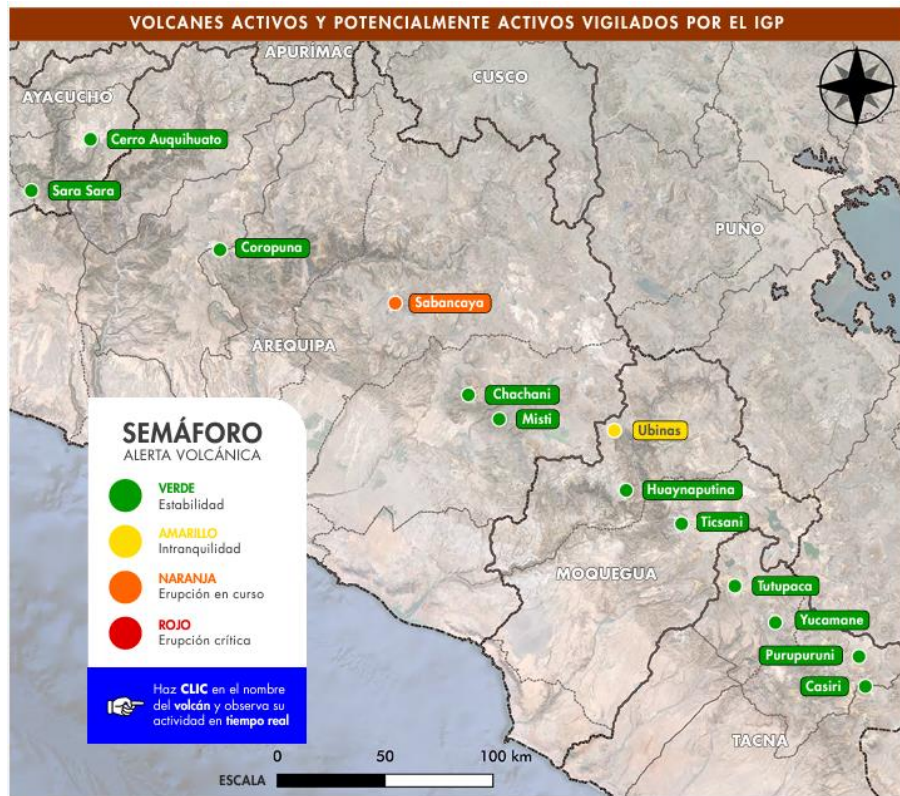 VOLCANES ACTIVOS Y POTENCIALMENTE ACTIVOS VIGILADOS POR EL IGP
APURÍMAC
CUSCO
AYACUCHO
Cerro Auquihuato
Sara Sara
PUNO
Coropuna
Sabancaya
AREQUIPA
Chachani
Misti
Ubinas
Huaynaputina
Ticsani
MOQUEGUA
Tutupaca
Yucamane
Purupuruni
Casiri
TACNA
SEMÁFORO
ALERTA VOLCÁNICA
VERDE
Estabilidad
AMARILLO
Intranquilidad
NARANJA
Erupción en curso
ROJO
Erupción crítica
Haz CLIC en el nombre
del volcán y observa su
actividad en tiempo real
0 50 100 km
ESCALA